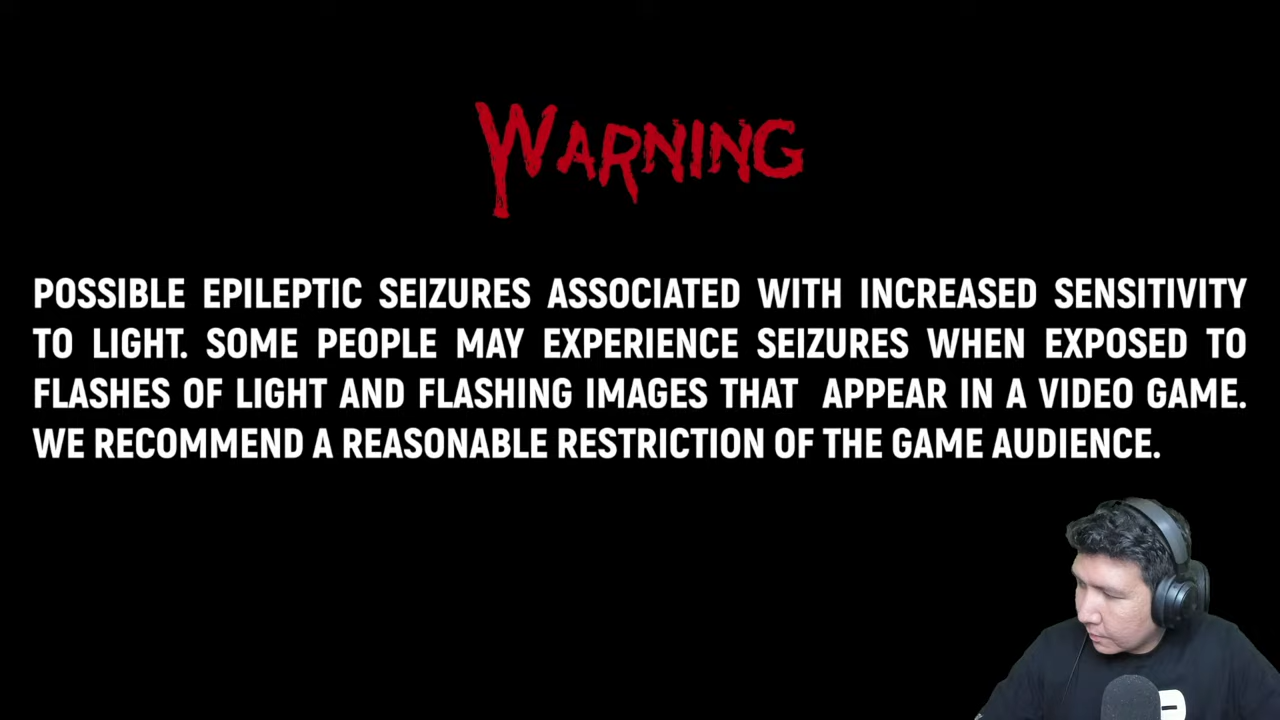 WARNING
POSSIBLE EPILEPTIC SEIZURES ASSOCIATED WITH INCREASED SENSITIVITY
TO LIGHT. SOME PEOPLE MAY EXPERIENCE SEIZURES WHEN EXPOSED TO
FLASHES OF LIGHT AND FLASHING IMAGES THAT APPEAR IN A VIDEO GAME.
WE RECOMMEND A REASONABLE RESTRICTION OF THE GAME AUDIENCE.